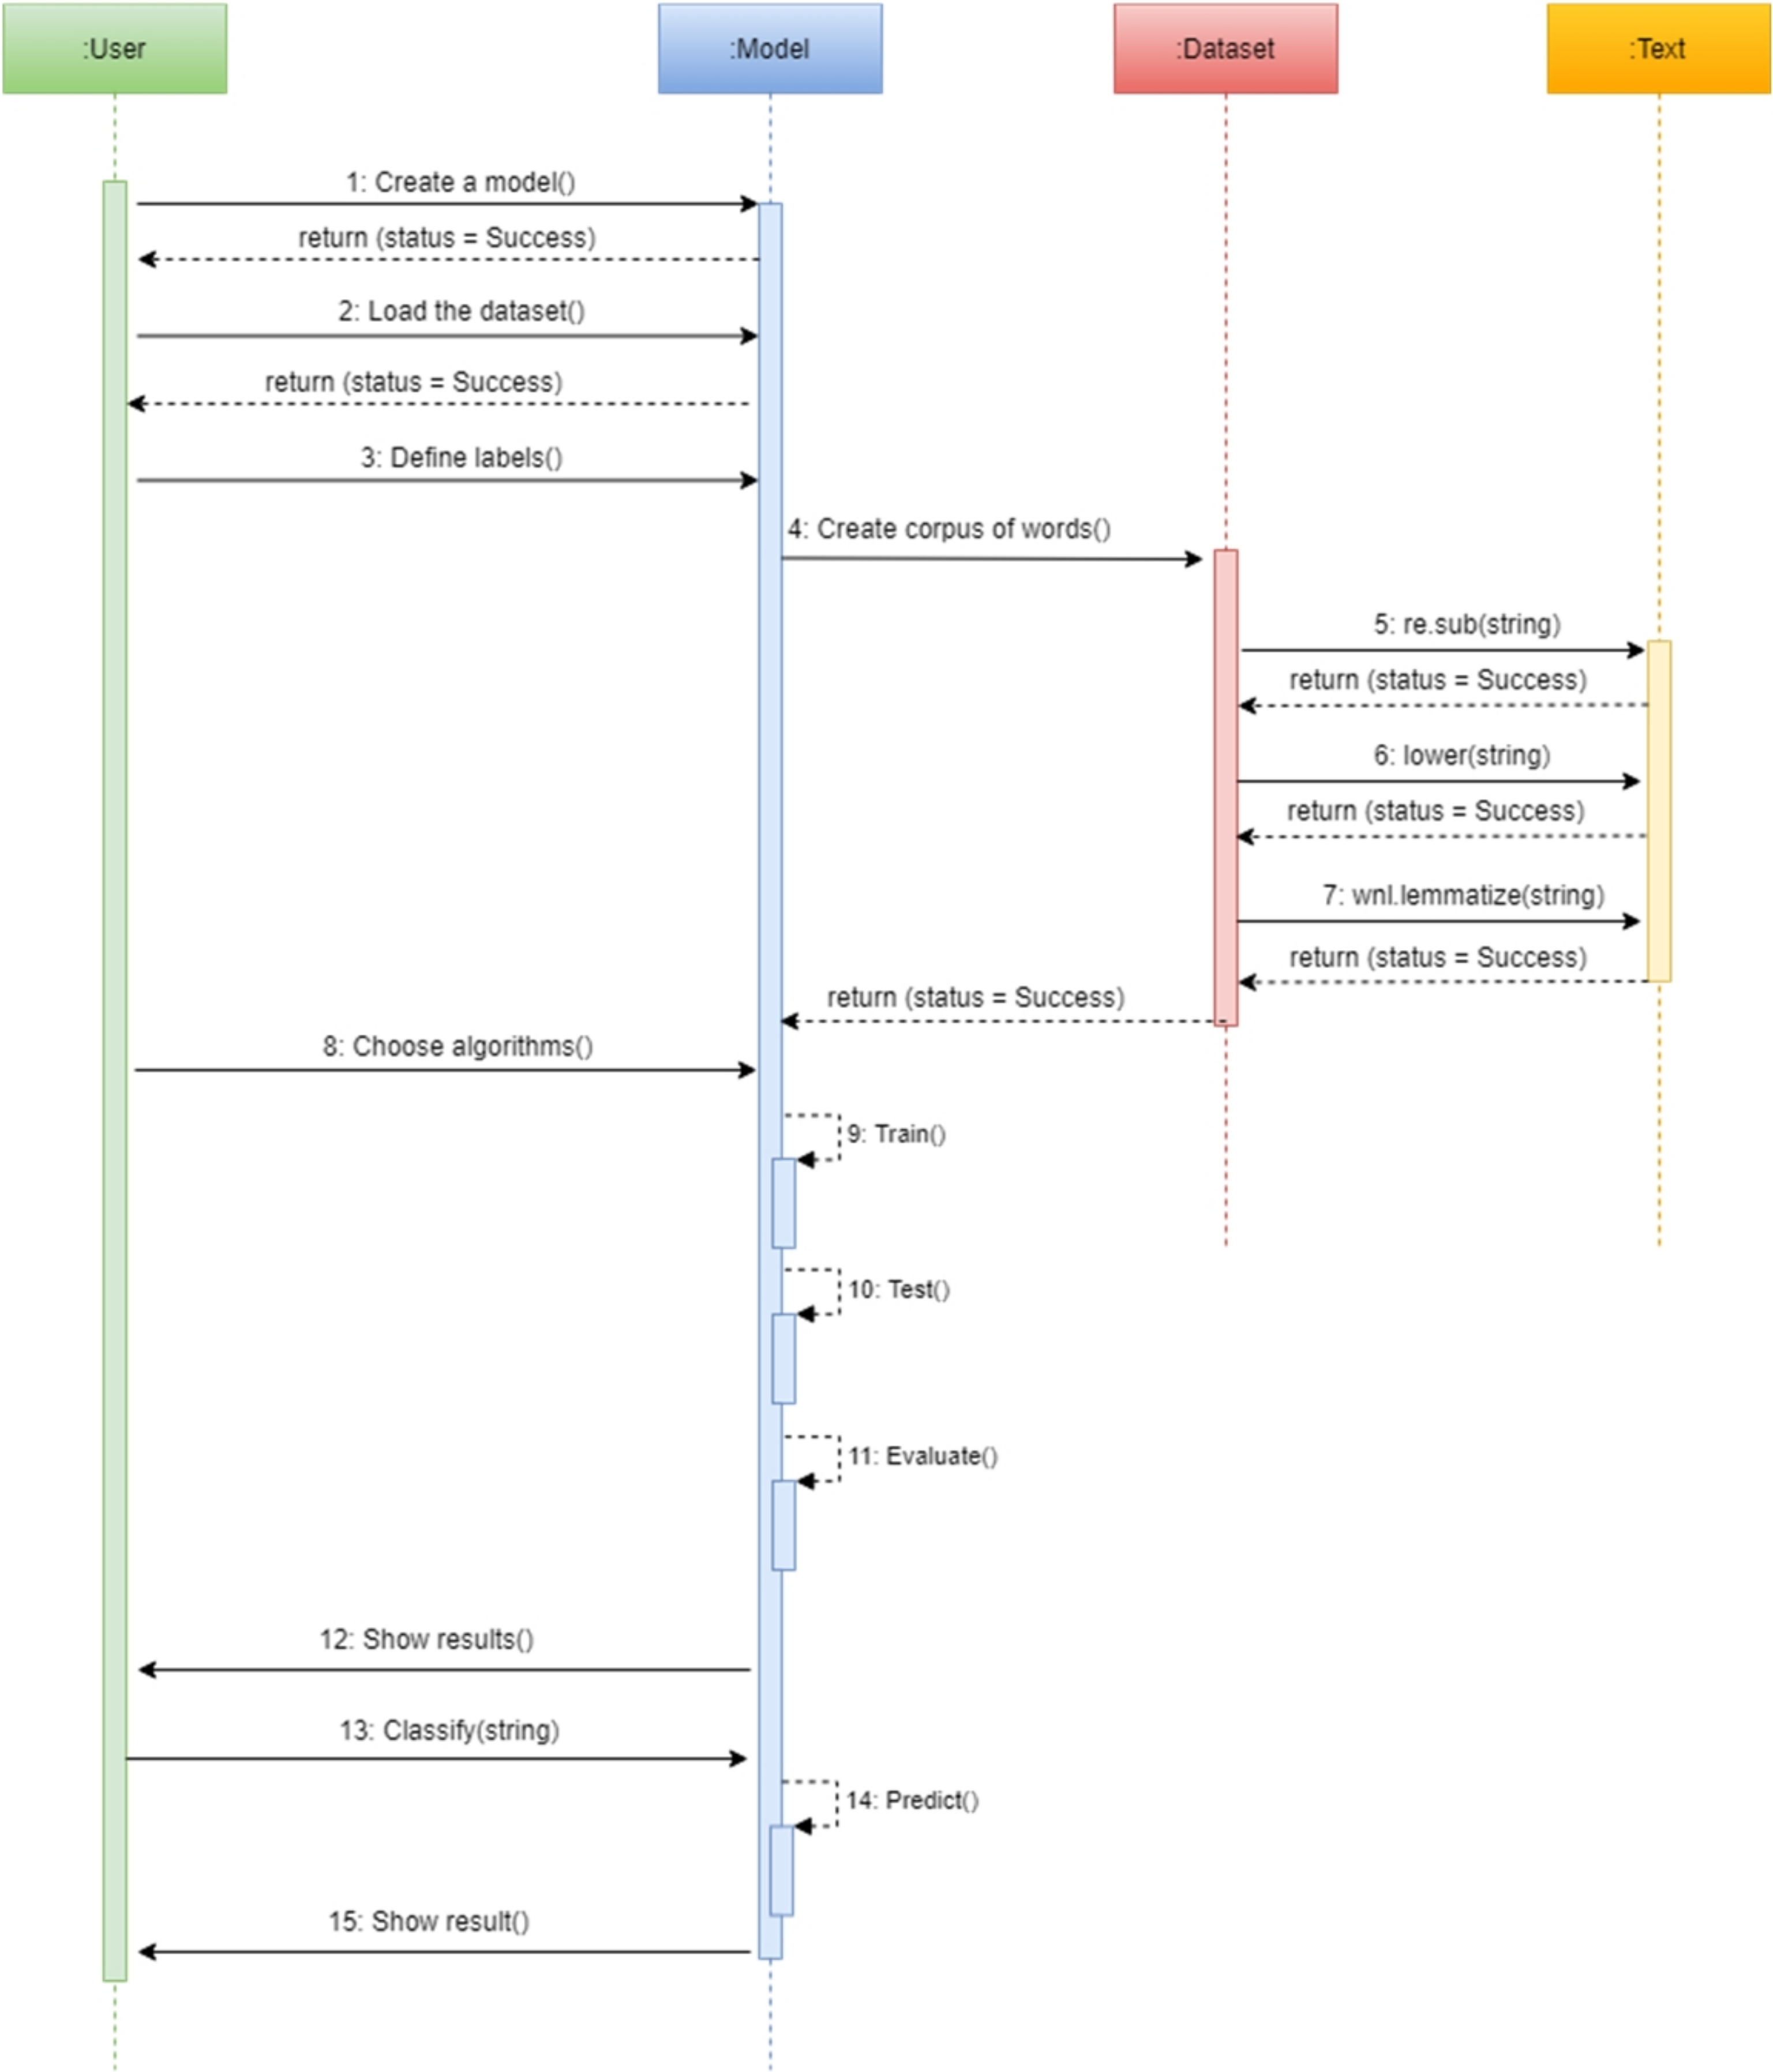 :User
:Model
:Dataset
:Text
1: Create a model()
return (status = Success)
2: Load the dataset()
return (status = Success)
3: Define labels()
4: Create corpus of words()
5: re.sub(string)
return (status = Success)
6: lower(string)
return (status = Success)
7: wnl.lemmatize(string)
return (status = Success)
return (status = Success)
8: Choose algorithms()
9: Train()
10: Test()
11: Evaluate()
12: Show results()
13: Classify(string)
14: Predict()
15: Show result()